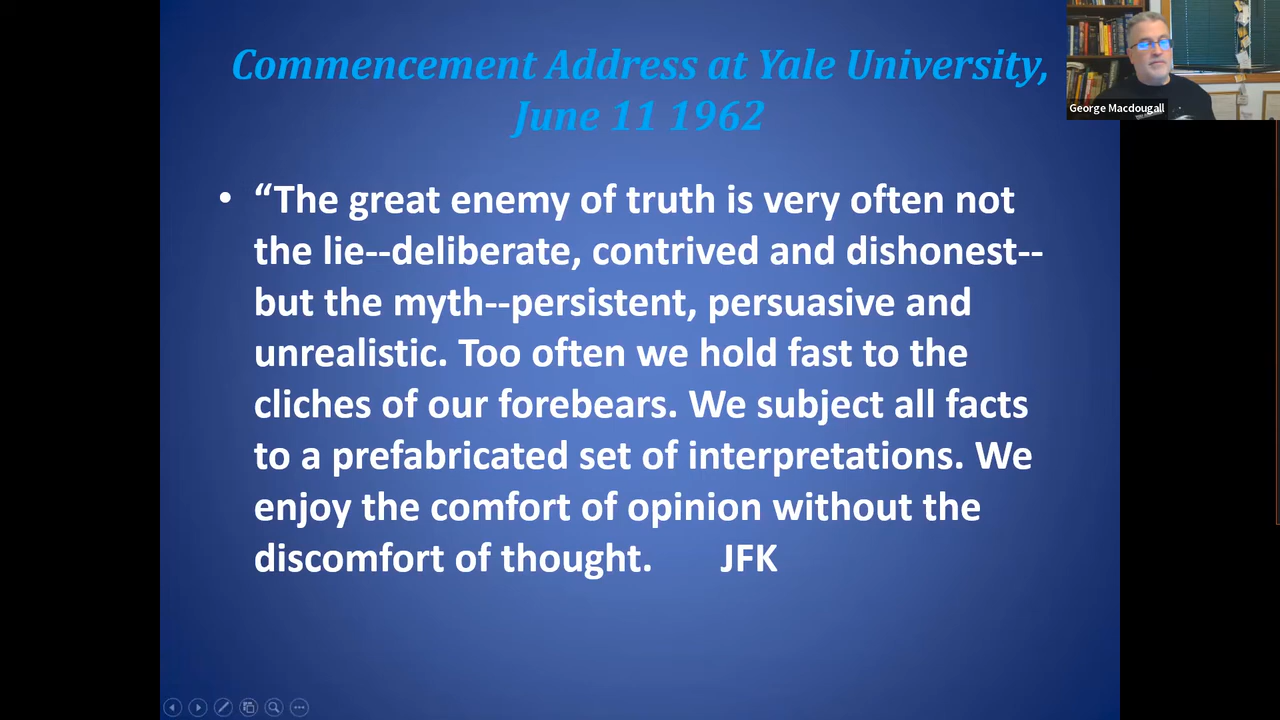 Commencement Address at Yale University,
June 11 1962
• “The great enemy of truth is very often not
the lie--deliberate, contrived and dishonest--
but the myth--persistent, persuasive and
unrealistic. Too often we hold fast to the
cliches of our forebears. We subject all facts
to a prefabricated set of interpretations. We
enjoy the comfort of opinion without the
discomfort of thought. JFK
George Macdougall